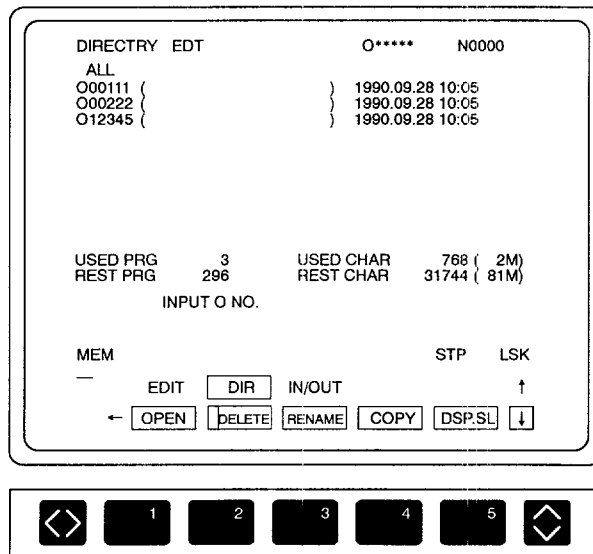 DIRECTRY EDT O***** N0000
ALL
O00111 ( ) 1990.09.28 10:05
O00222 ( ) 1990.09.28 10:05
O12345 ( ) 1990.09.28 10:05
USED PRG 3 USED CHAR 768 ( 2M)
REST PRG 296 REST CHAR 31744 ( 81M)
INPUT O NO.
MEM STP LSK
EDIT DIR IN/OUT ↑
← OPEN DELETE RENAME COPY DSP.SL ↓
1 2 3 4 5